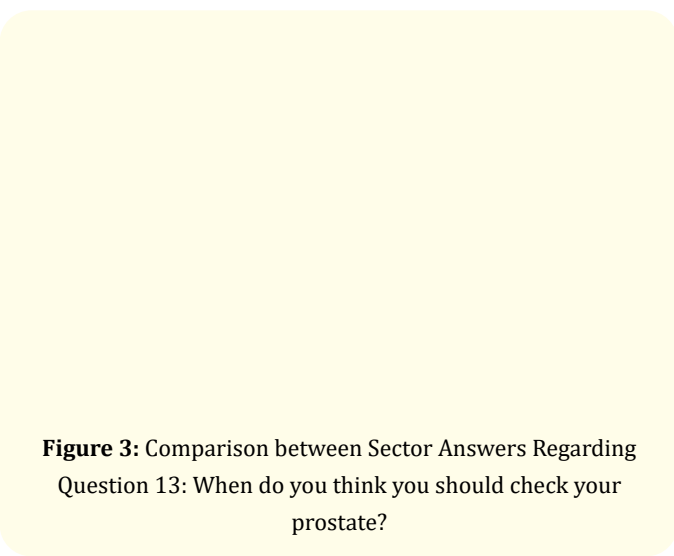 Figure 3: Comparison between Sector Answers Regarding
Question 13: When do you think you should check your
prostate?